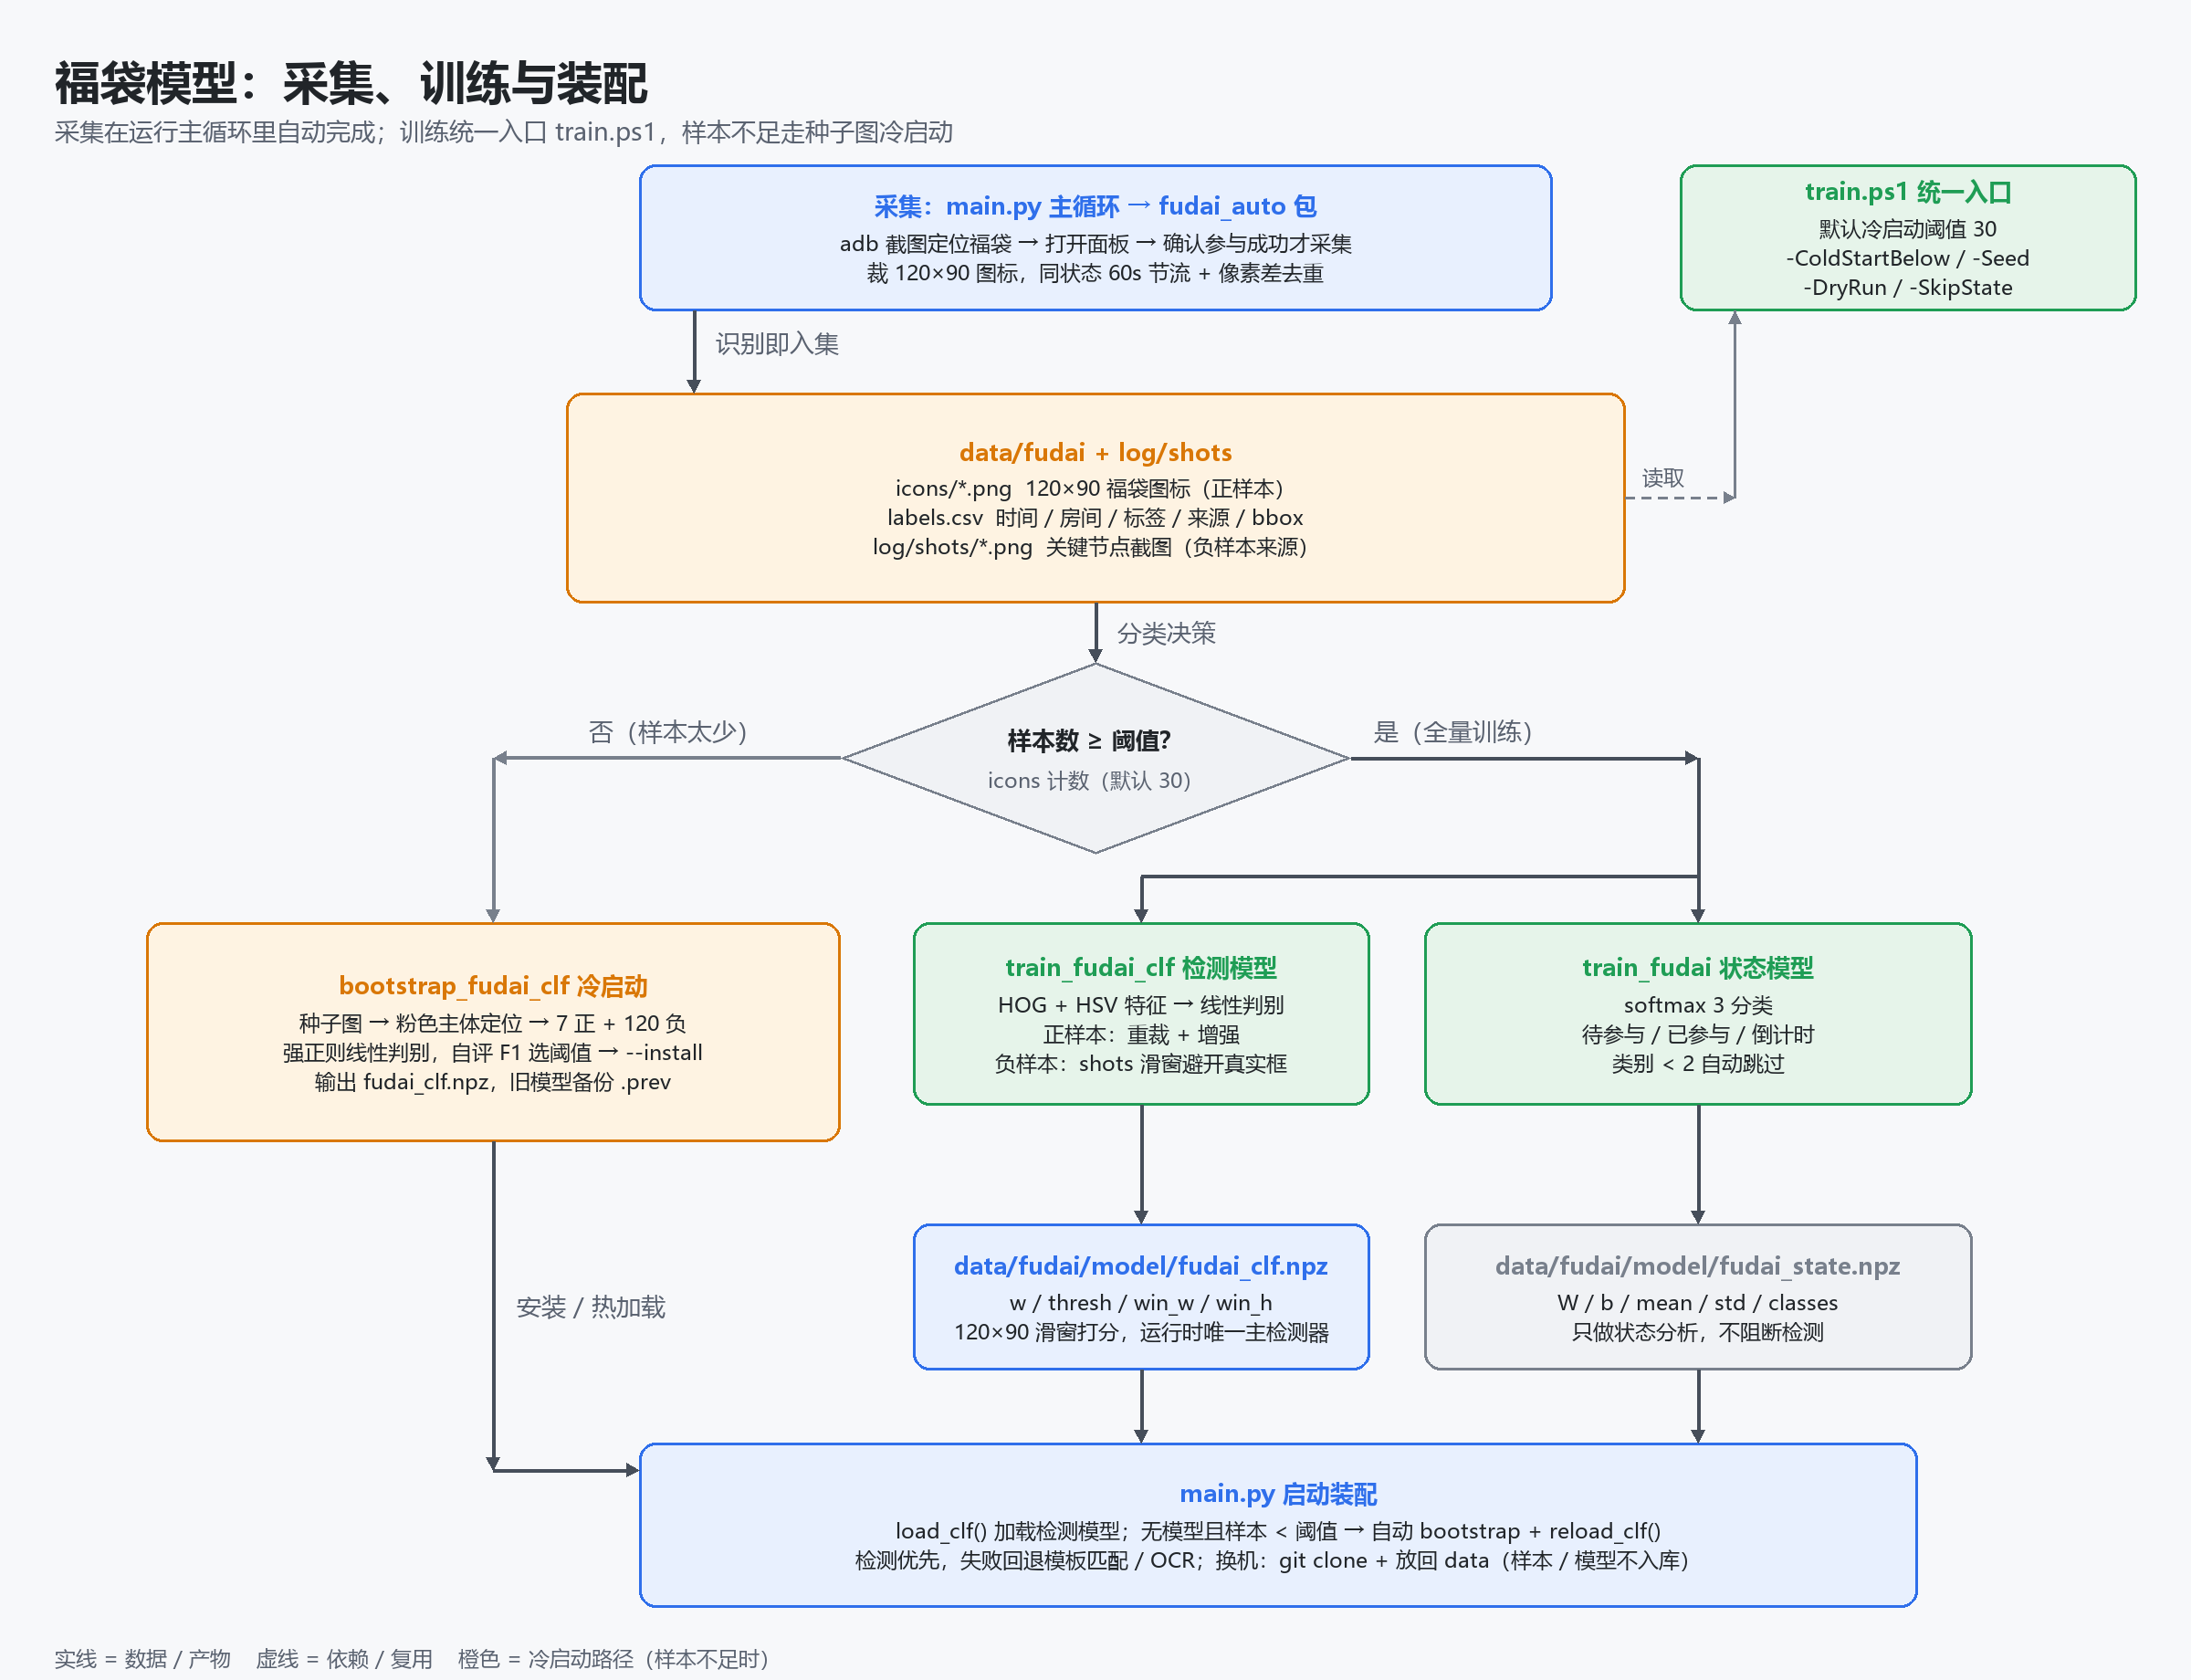 福袋模型：采集、训练与装配
采集在运行主循环里自动完成；训练统一入口 train.ps1，样本不足走种子图冷启动
采集：main.py 主循环 → fudai_auto 包
adb 截图定位福袋 → 打开面板 → 确认参与成功才采集
裁 120×90 图标，同状态 60s 节流 + 像素差去重
train.ps1 统一入口
默认冷启动阈值 30
-ColdStartBelow / -Seed
-DryRun / -SkipState
识别即入集
data/fudai + log/shots
icons/*.png 120×90 福袋图标（正样本）
labels.csv 时间 / 房间 / 标签 / 来源 / bbox
log/shots/*.png 关键节点截图（负样本来源）
读取
分类决策
样本数 ≥ 阈值？
icons 计数（默认 30）
否（样本太少）
是（全量训练）
bootstrap_fudai_clf 冷启动
种子图 → 粉色主体定位 → 7 正 + 120 负
强正则线性判别，自评 F1 选阈值 → --install
输出 fudai_clf.npz，旧模型备份 .prev
train_fudai_clf 检测模型
HOG + HSV 特征 → 线性判别
正样本：重裁 + 增强
负样本：shots 滑窗避开真实框
train_fudai 状态模型
softmax 3 分类
待参与 / 已参与 / 倒计时
类别 < 2 自动跳过
安装 / 热加载
data/fudai/model/fudai_clf.npz
w / thresh / win_w / win_h
120×90 滑窗打分，运行时唯一主检测器
data/fudai/model/fudai_state.npz
W / b / mean / std / classes
只做状态分析，不阻断检测
main.py 启动装配
load_clf() 加载检测模型；无模型且样本 < 阈值 → 自动 bootstrap + reload_clf()
检测优先，失败回退模板匹配 / OCR；换机：git clone + 放回 data（样本 / 模型不入库）
实线 = 数据 / 产物 虚线 = 依赖 / 复用 橙色 = 冷启动路径（样本不足时）